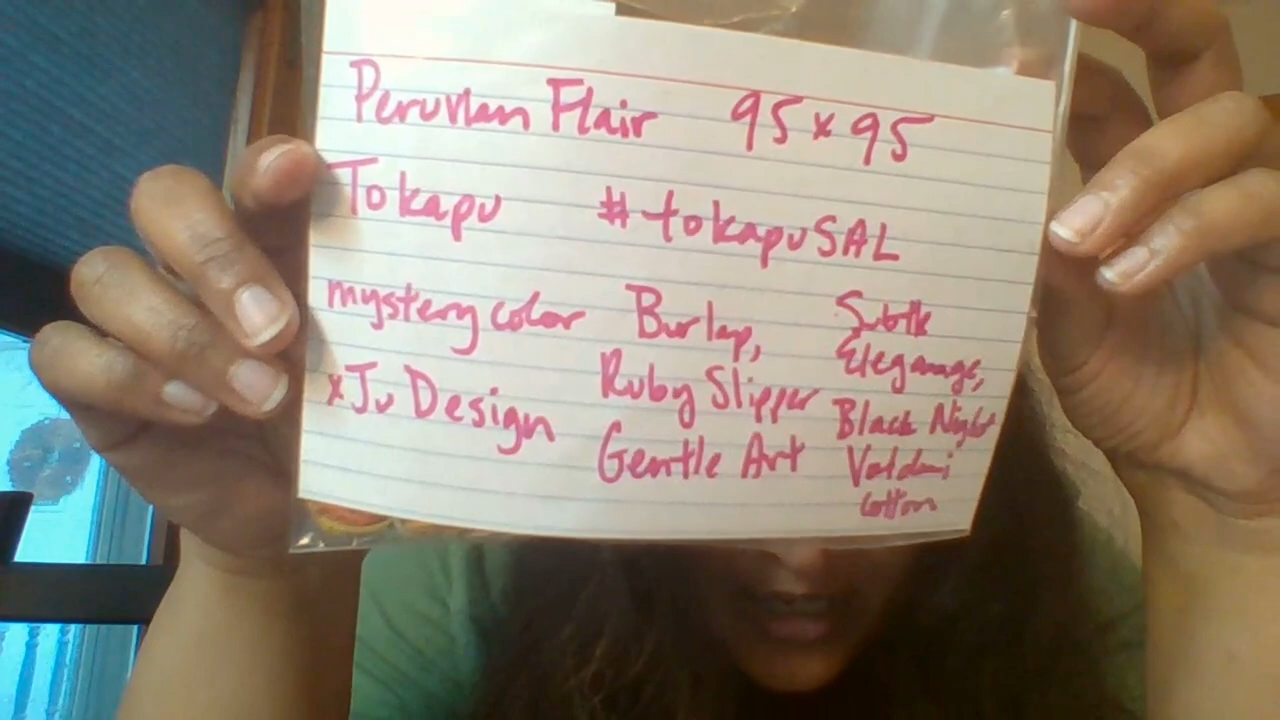 Peruvian Flair 95 x 95
Tokapu #tokapuSAL
mystery color
x Ju Design
Burlap,
Ruby Slipper
Gentle Art
Subtle
Elegance,
Black Night
Valdani
cotton